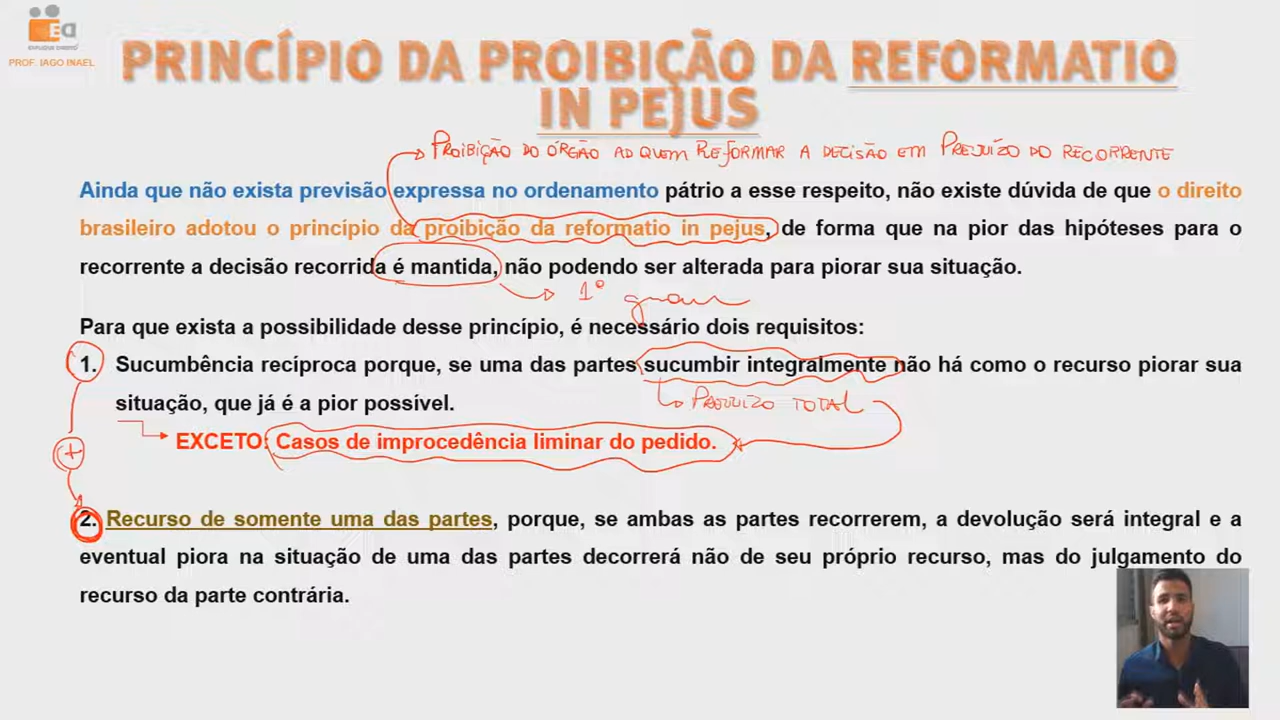 EXPLIQUE DIREITO
PROF. IAGO INAEL
PRINCÍPIO DA PROIBIÇÃO DA REFORMATIO
IN PEJUS
PROIBIÇÃO DO ÓRGÃO AD QUEM REFORMAR A DECISÃO EM PREJUÍZO DO RECORRENTE
Ainda que não exista previsão expressa no ordenamento pátrio a esse respeito, não existe dúvida de que o direito
brasileiro adotou o princípio da proibição da reformatio in pejus, de forma que na pior das hipóteses para o
recorrente a decisão recorrida é mantida, não podendo ser alterada para piorar sua situação.
1º grau
Para que exista a possibilidade desse princípio, é necessário dois requisitos:
1. Sucumbência recíproca porque, se uma das partes sucumbir integralmente não há como o recurso piorar sua
situação, que já é a pior possível.
PREJUÍZO TOTAL
EXCETO: Casos de improcedência liminar do pedido.
+
2. Recurso de somente uma das partes, porque, se ambas as partes recorrerem, a devolução será integral e a
eventual piora na situação de uma das partes decorrerá não de seu próprio recurso, mas do julgamento do
recurso da parte contrária.